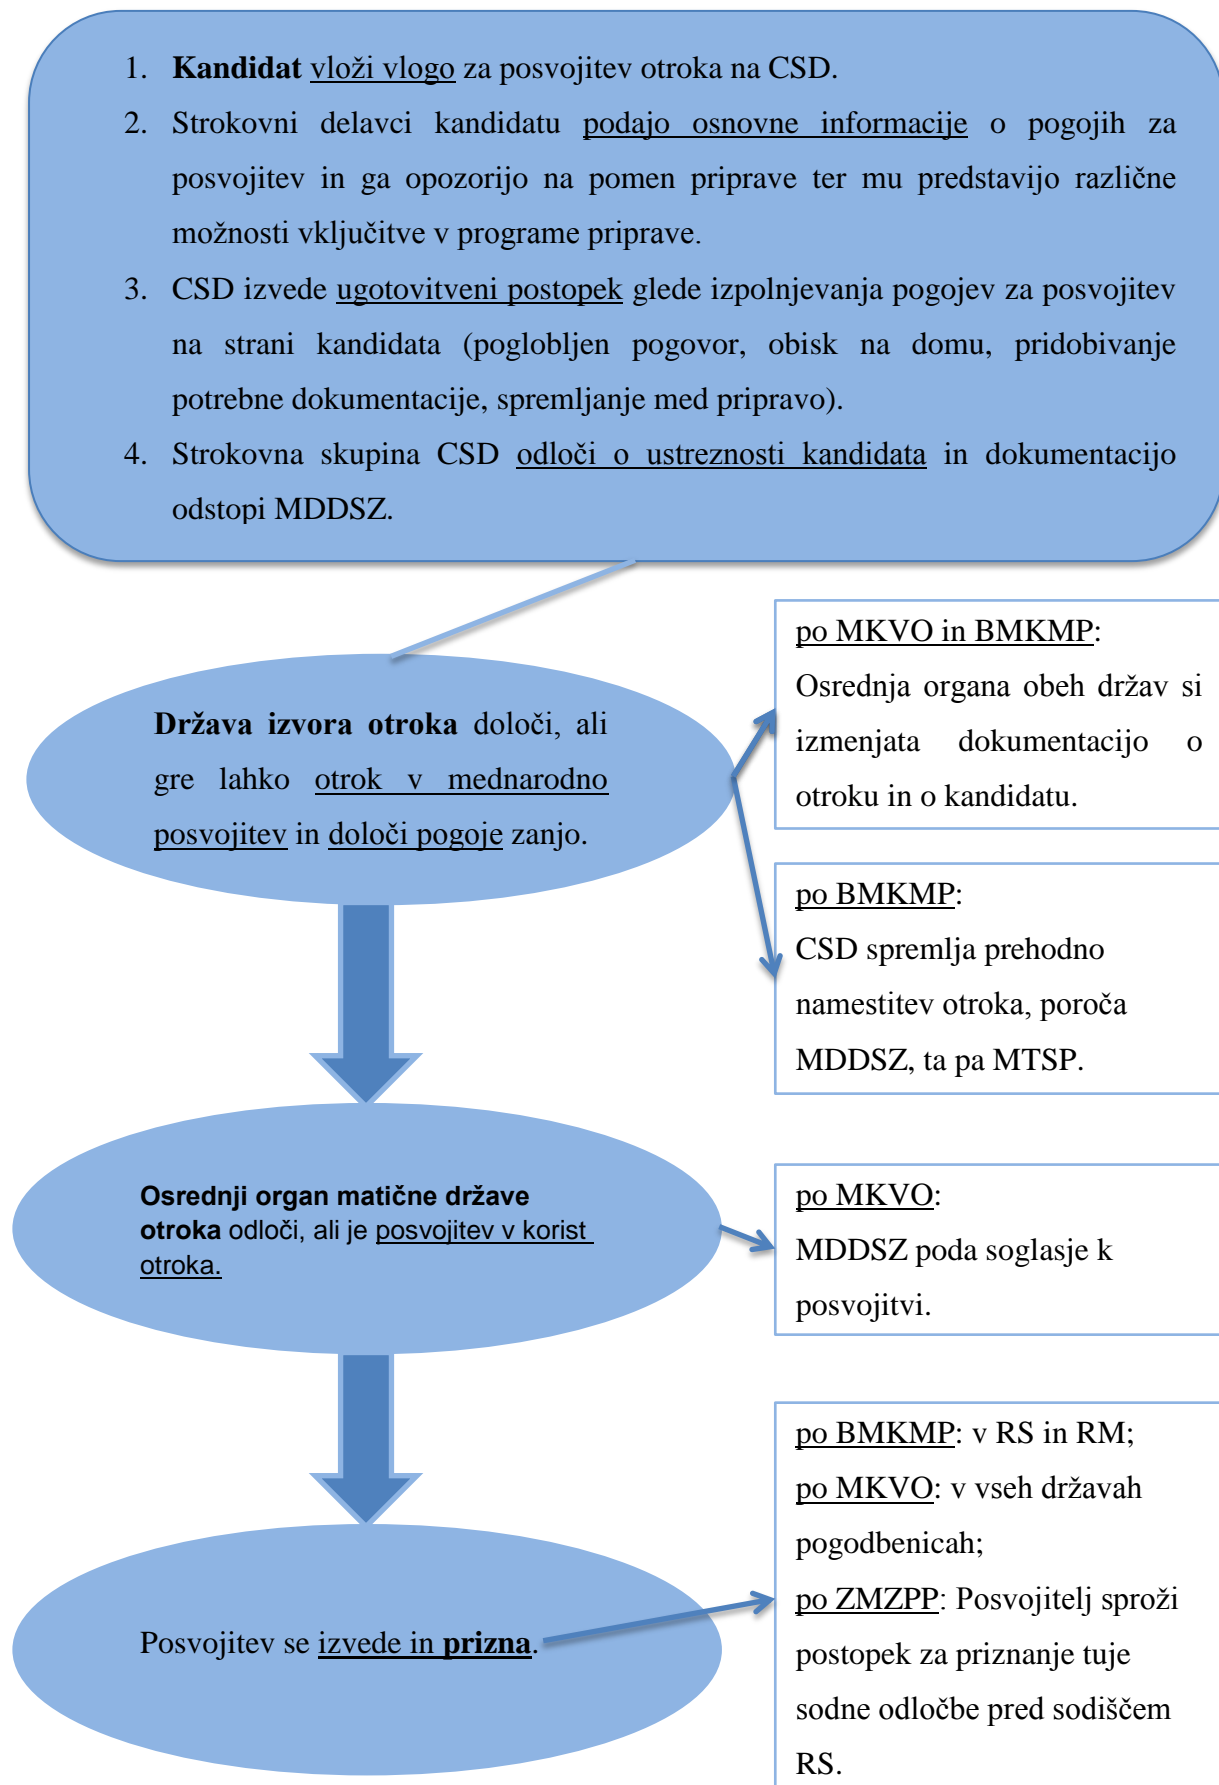 1. Kandidat vloži vlogo za posvojitev otroka na CSD.
2. Strokovni delavci kandidatu podajo osnovne informacije o pogojih za
posvojitev in ga opozorijo na pomen priprave ter mu predstavijo različne
možnosti vključitve v programe priprave.
3. CSD izvede ugotovitveni postopek glede izpolnjevanja pogojev za posvojitev
na strani kandidata (poglobljen pogovor, obisk na domu, pridobivanje
potrebne dokumentacije, spremljanje med pripravo).
4. Strokovna skupina CSD odloči o ustreznosti kandidata in dokumentacijo
odstopi MDDSZ.
Država izvora otroka določi, ali
gre lahko otrok v mednarodno
posvojitev in določi pogoje zanjo.
po MKVO in BMKMP:
Osrednja organa obeh držav si
izmenjata dokumentacijo o
otroku in o kandidatu.
po BMKMP:
CSD spremlja prehodno
namestitev otroka, poroča
MDDSZ, ta pa MTSP.
Osrednji organ matične države
otroka odloči, ali je posvojitev v korist
otroka.
po MKVO:
MDDSZ poda soglasje k
posvojitvi.
Posvojitev se izvede in prizna.
po BMKMP: v RS in RM;
po MKVO: v vseh državah
pogodbenicah;
po ZMZPP: Posvojitelj sproži
postopek za priznanje tuje
sodne odločbe pred sodiščem
RS.